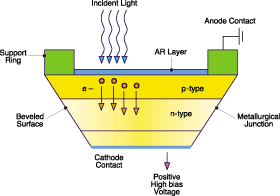 Incident Light
Anode Contact
Support
Ring
AR Layer
e –
p-type
n-type
Beveled
Surface
Metallurgical
Junction
Cathode
Contact
Positive
High bias
Voltage